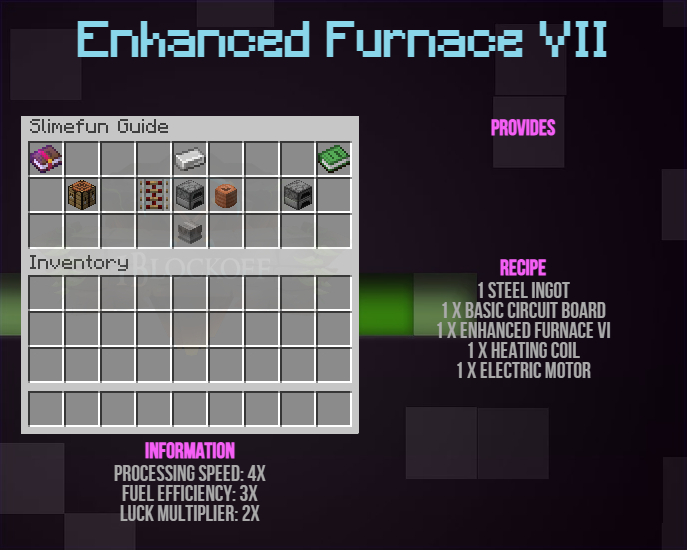 Enhanced Furnace VII
Slimefun Guide
PROVIDES
Inventory
BLOCKOFF
RECIPE
1 STEEL INGOT
1 X BASIC CIRCUIT BOARD
1 X ENHANCED FURNACE VI
1 X HEATING COIL
1 X ELECTRIC MOTOR
INFORMATION
PROCESSING SPEED: 4X
FUEL EFFICIENCY: 3X
LUCK MULTIPLIER: 2X